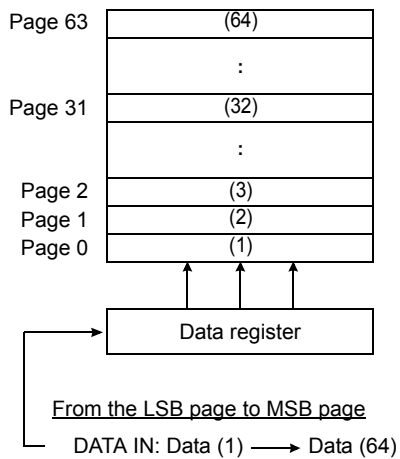 Page 63 (64)
:
Page 31 (32)
:
Page 2 (3)
Page 1 (2)
Page 0 (1)
Data register
From the LSB page to MSB page
DATA IN: Data (1) Data (64)